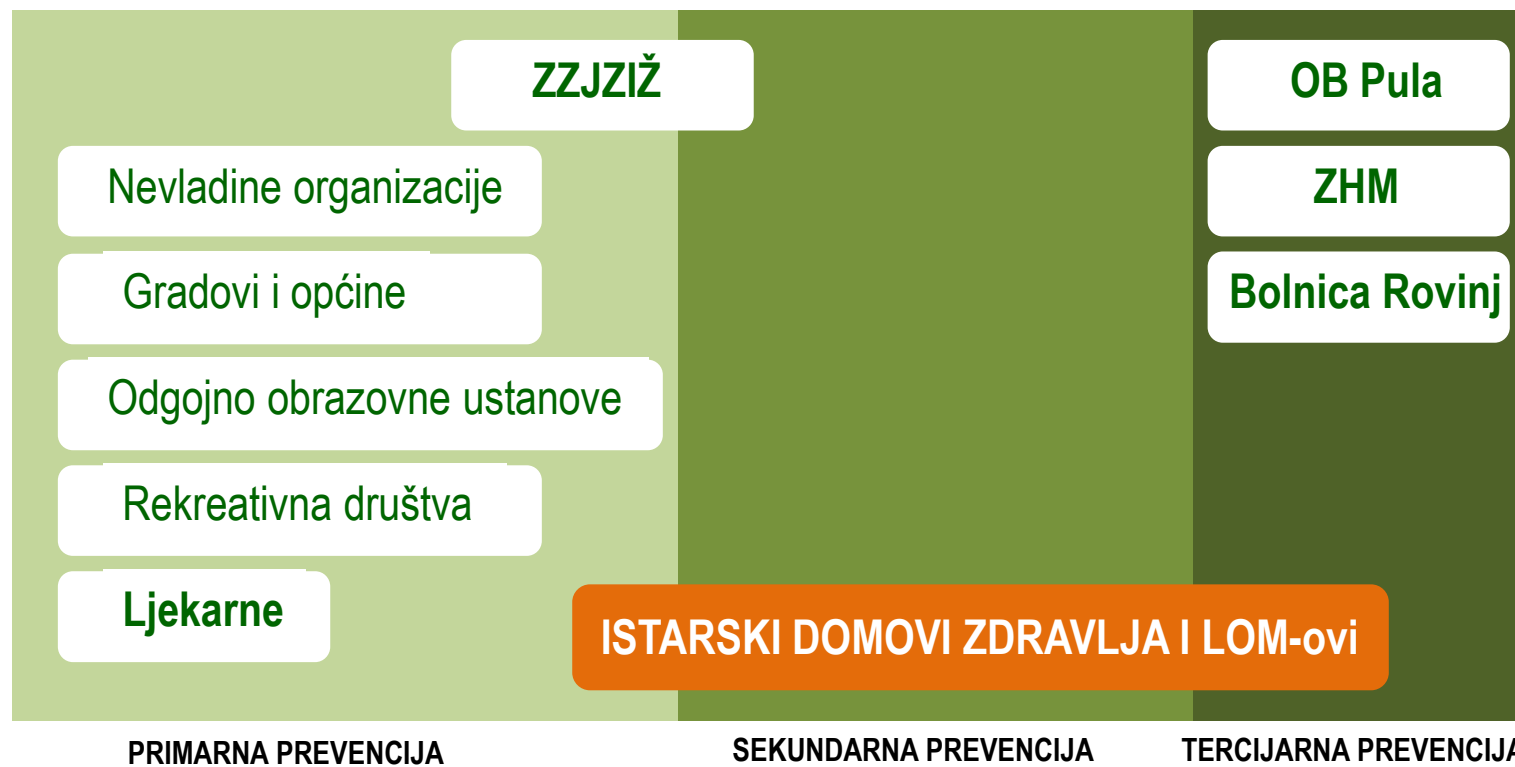 ZZJZIŽ
OB Pula
Nevladine organizacije
ZHM
Gradovi i općine
Bolnica Rovinj
Odgojno obrazovne ustanove
Rekreativna društva
Ljekarne
ISTARSKI DOMOVI ZDRAVLJA I LOM-ovi
PRIMARNA PREVENCIJA
SEKUNDARNA PREVENCIJA
TERCIJARNA PREVENCIJA